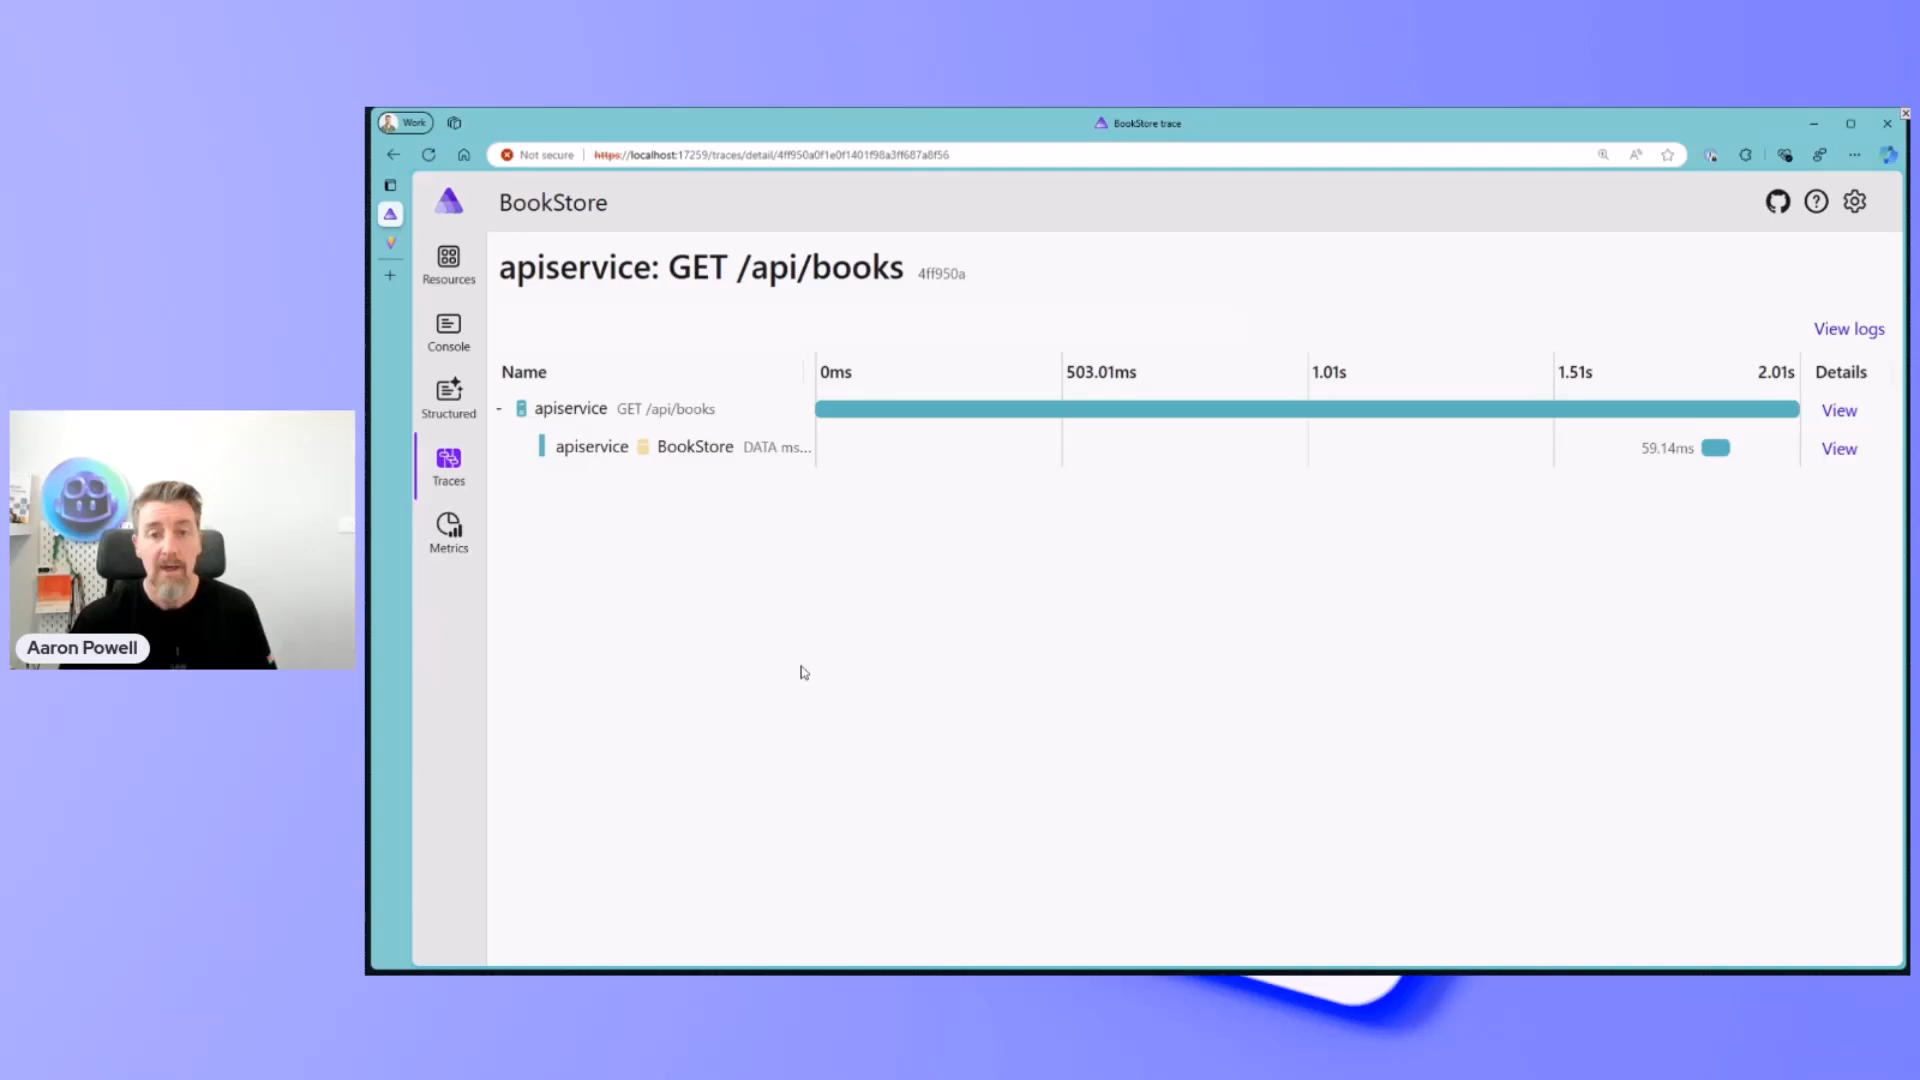 Work
BookStore trace
Not secure
https://localhost:17259/traces/detail/4ff950a0f1e0f1401f98a3ff687a8f56
BookStore
Resources
Console
Structured
Traces
Metrics
apiservice: GET /api/books 4ff950a
View logs
Name 0ms 503.01ms 1.01s 1.51s 2.01s Details
- apiservice GET /api/books View
apiservice BookStore DATA ms... 59.14ms View
Aaron Powell